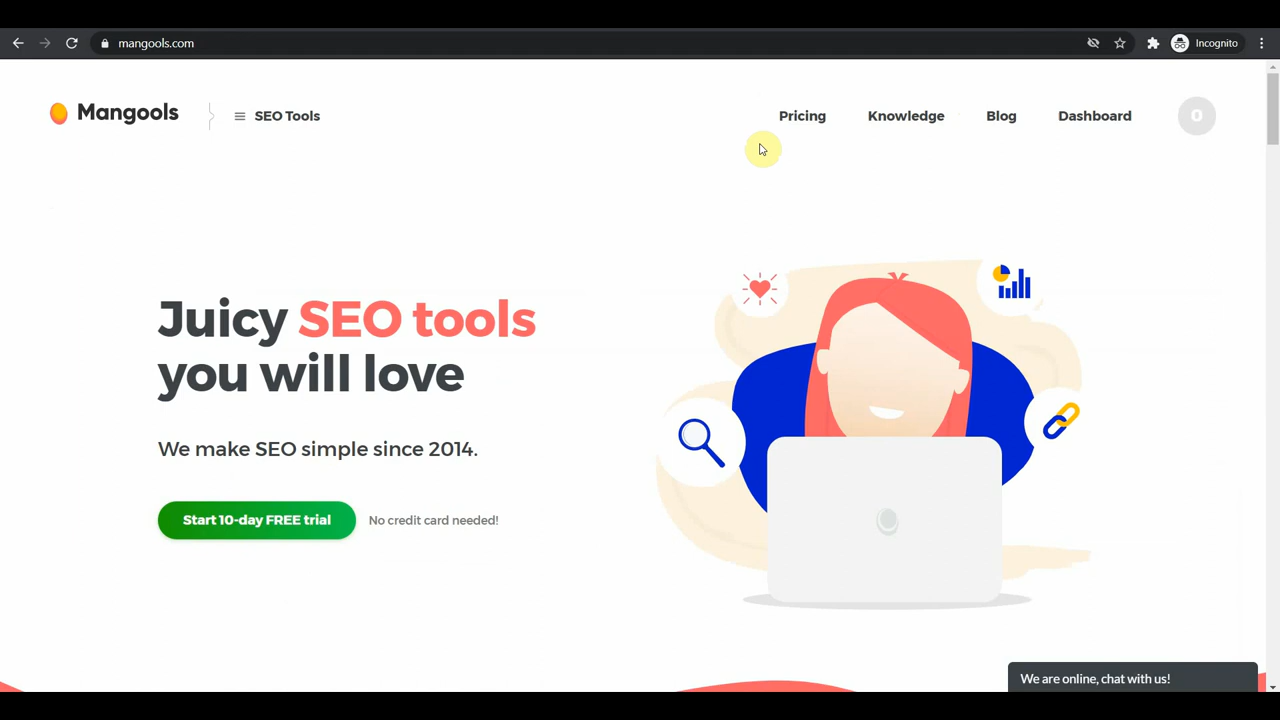 mangools.com
Incognito
Mangools
SEO Tools
Pricing
Knowledge
Blog
Dashboard
O
Juicy SEO tools
you will love
We make SEO simple since 2014.
Start 10-day FREE trial
No credit card needed!
We are online, chat with us!